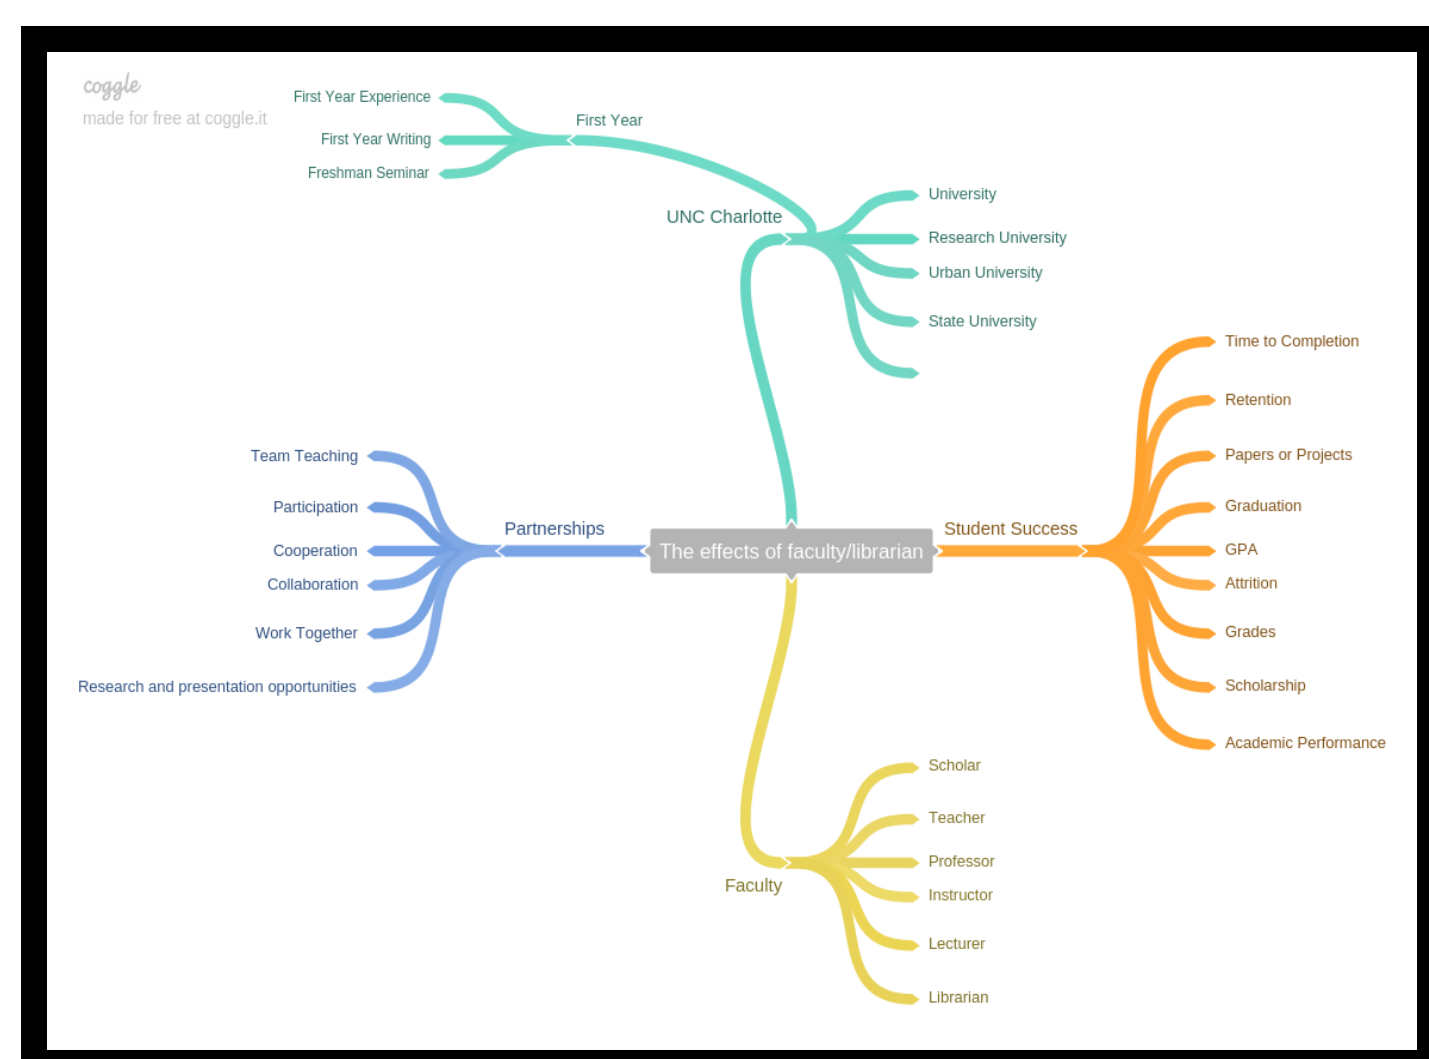 coggle
made for free at coggle.it
First Year Experience
First Year Writing
Freshman Seminar
First Year
UNC Charlotte
University
Research University
Urban University
State University
Team Teaching
Participation
Cooperation
Collaboration
Work Together
Research and presentation opportunities
Partnerships
The effects of faculty/librarian
Student Success
Time to Completion
Retention
Papers or Projects
Graduation
GPA
Attrition
Grades
Scholarship
Academic Performance
Faculty
Scholar
Teacher
Professor
Instructor
Lecturer
Librarian